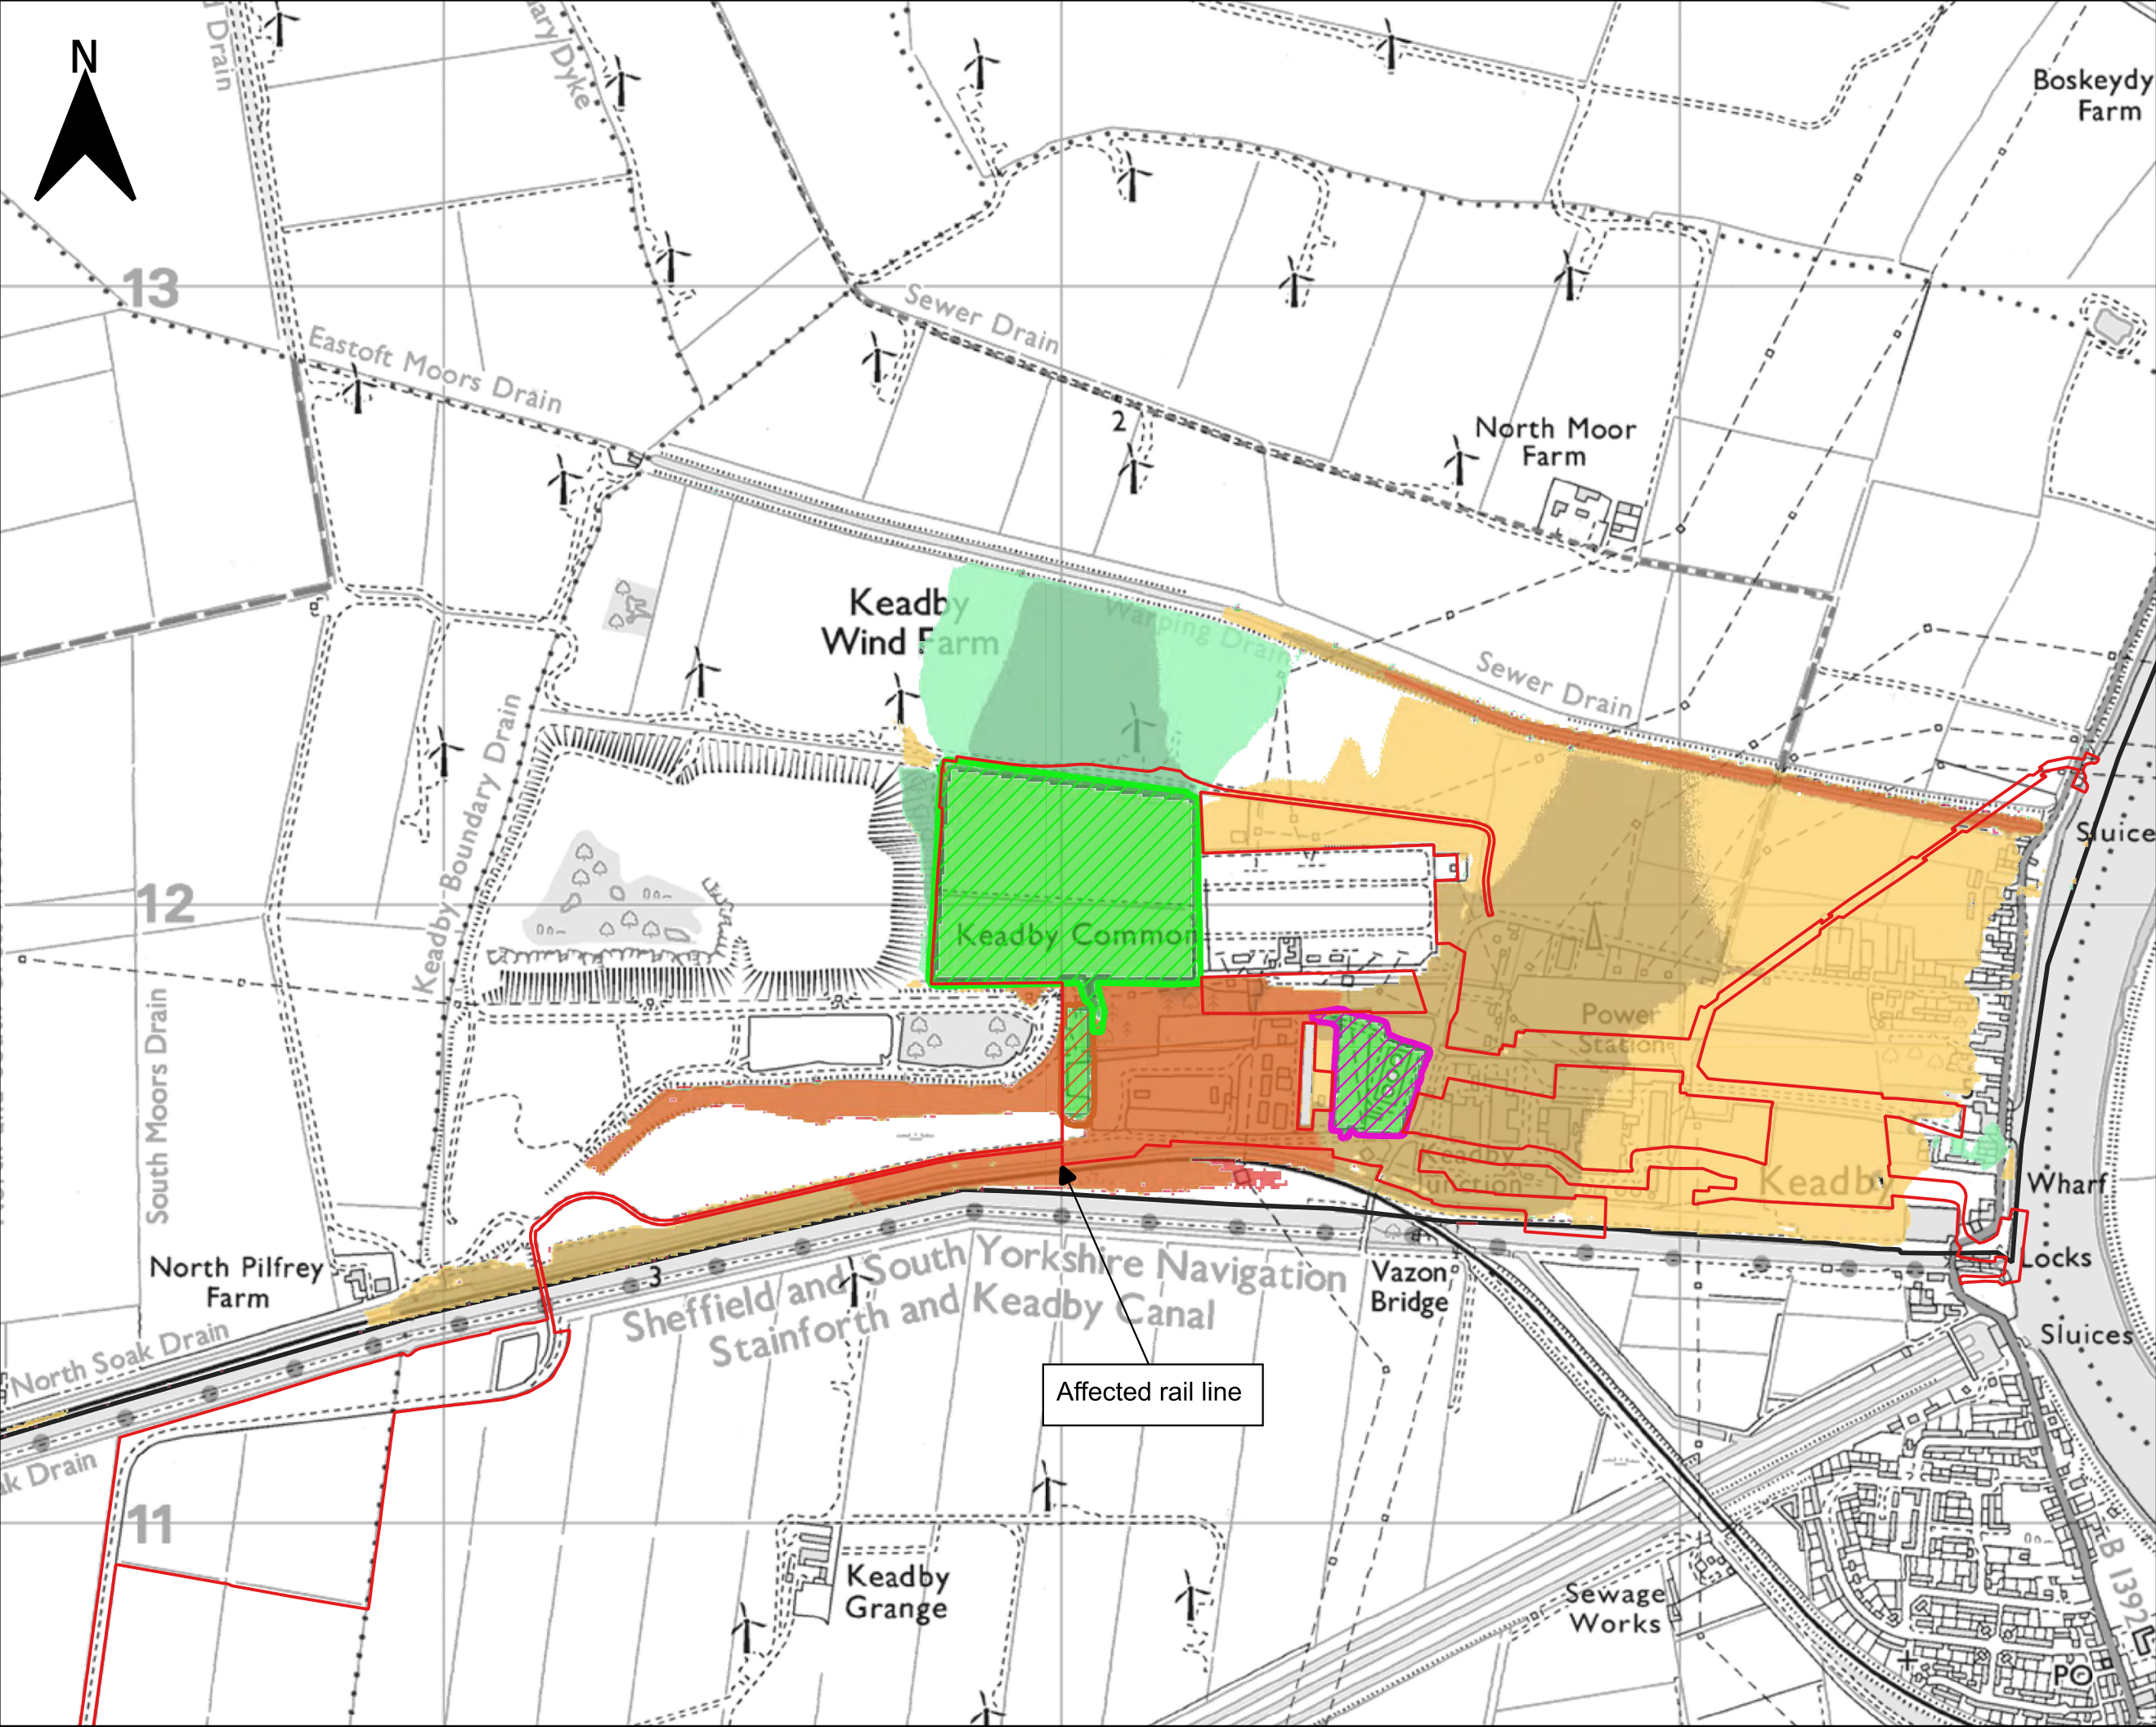 N
Drain
ary Dyke
Boskeydy
Farm
13
Sewer Drain
Eastoft Moors Drain
2
North Moor
Farm
Keadby
Wind Farm
Warping Drain
Sewer Drain
Sluice
12
Keadby Boundary Drain
Keadby Common
South Moors Drain
Power
Station
Keadby
Junction
Keadby
Wharf
North Pilfrey
Farm
3
Sheffield and South Yorkshire Navigation
Stainforth and Keadby Canal
Vazon
Bridge
Locks
Sluices
North Soak Drain
Affected rail line
ak Drain
11
Keadby
Grange
Sewage
Works
B 1392
PO